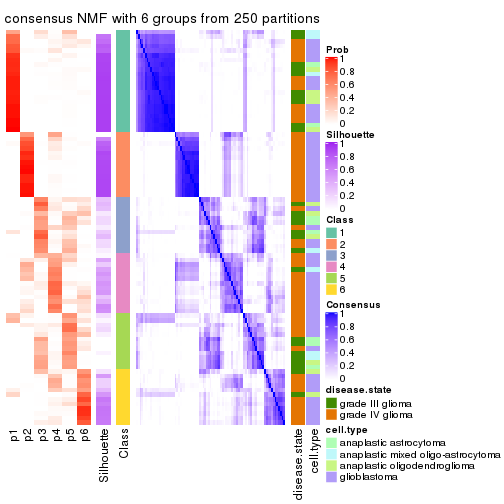 consensus NMF with 6 groups from 250 partitions
Prob
1
0.8
0.6
0.4
0.2
0
Silhouette
1
0.8
0.6
0.4
0.2
0
Class
1
2
3
4
5
6
Consensus
1
0.8
0.6
0.4
0.2
0
disease.state
grade III glioma
grade IV glioma
cell.type
anaplastic astrocytoma
anaplastic mixed oligo-astrocytoma
anaplastic oligodendroglioma
glioblastoma
p1
p2
p3
p4
p5
p6
Silhouette
Class
disease.state
cell.type